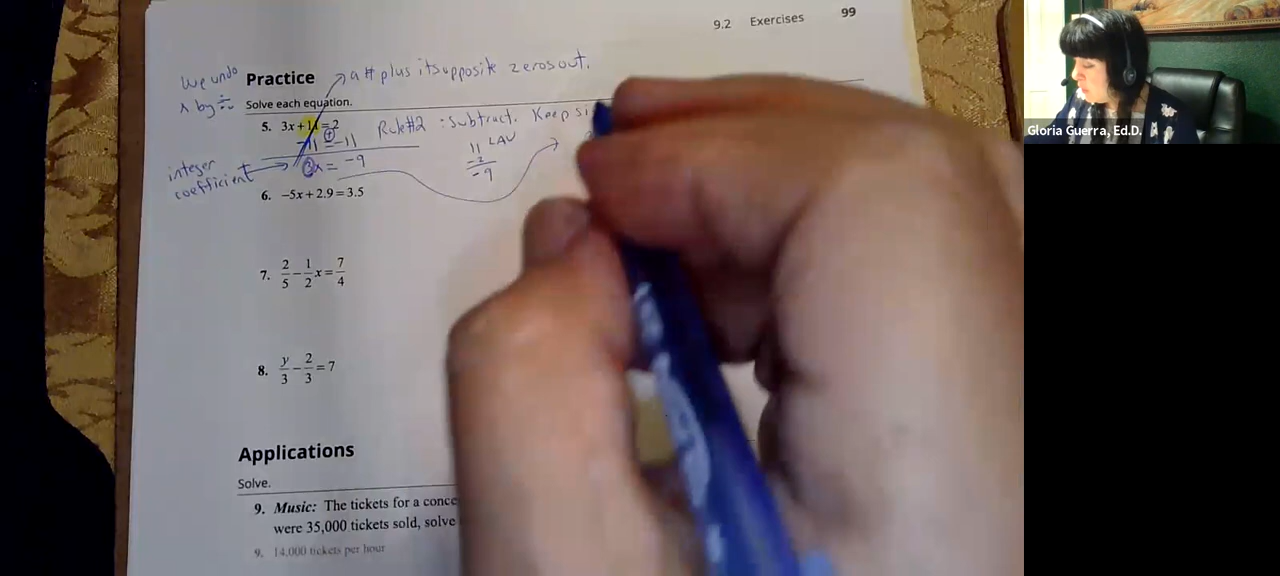 9.2 Exercises 99
We undo
x by ÷
Practice
a # plus its opposite zeros out.
Solve each equation.
5. 3x+11=2
-11 = -11
3x = -9
Rule #2 : Subtract. Keep
11 LAV
-2
-9
integer
coefficient
6. −5x + 2.9 = 3.5
7. 2/5 − 1/2 x = 7/4
8. y/3 − 2/3 = 7
Applications
Solve.
9. Music: The tickets for a conce
were 35,000 tickets sold, solve
9. 14,000 tickets per hour
Gloria Guerra, Ed.D.